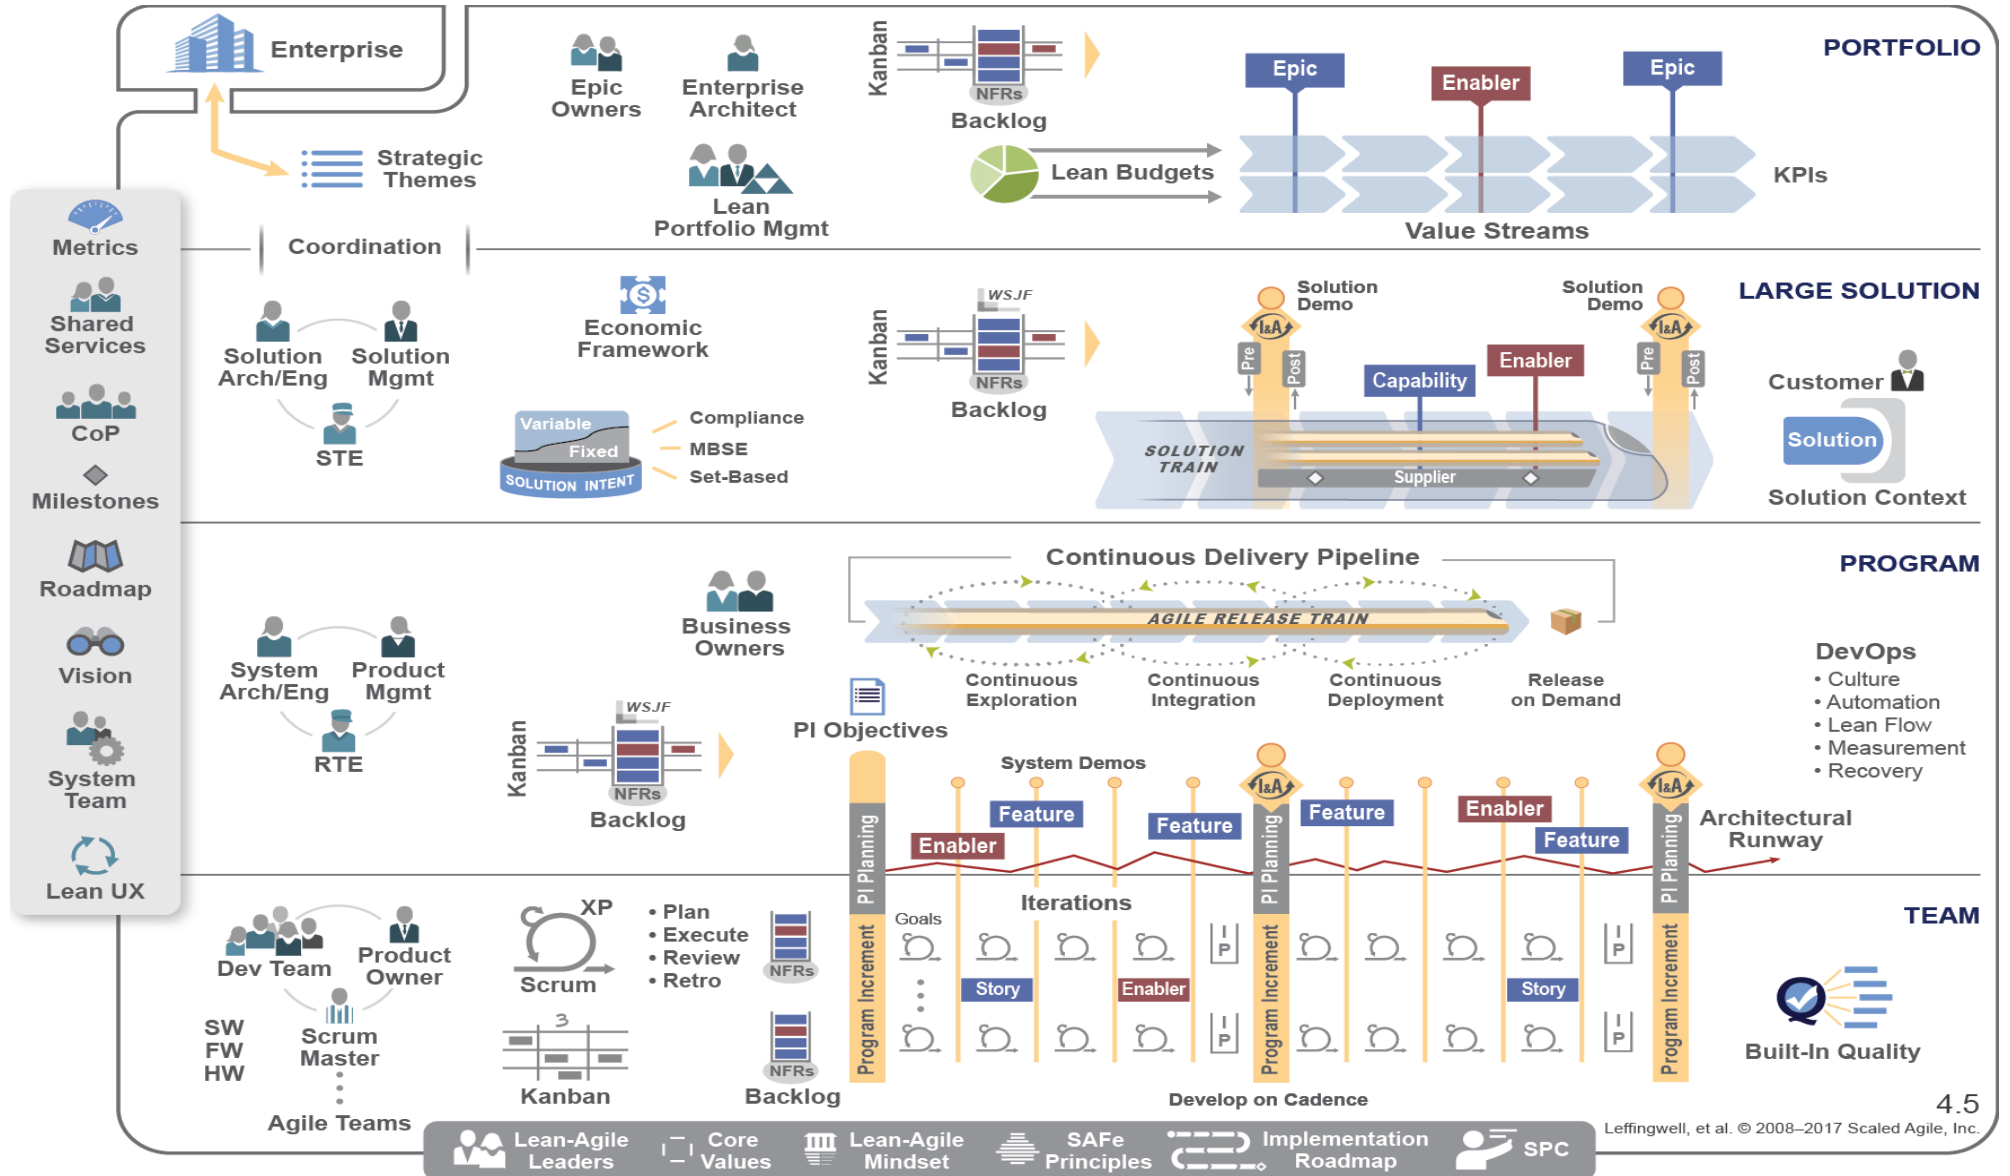 Enterprise
Strategic
Themes
Epic
Owners
Enterprise
Architect
Lean
Portfolio Mgmt
Kanban
NFRs
Backlog
Lean Budgets
Epic
Enabler
Epic
Value Streams
KPIs
PORTFOLIO
Metrics
Shared
Services
CoP
Milestones
Roadmap
Vision
System
Team
Lean UX
Coordination
Solution
Arch/Eng
Solution
Mgmt
STE
Economic
Framework
Variable
Fixed
SOLUTION INTENT
Compliance
MBSE
Set-Based
Kanban
WSJF
NFRs
Backlog
Solution
Demo
I&A
Pre
Post
Capability
Enabler
Solution
Demo
I&A
Pre
Post
SOLUTION
TRAIN
Supplier
LARGE SOLUTION
Customer
Solution
Solution Context
System
Arch/Eng
Product
Mgmt
RTE
Business
Owners
Kanban
WSJF
NFRs
Backlog
PI Objectives
Continuous Delivery Pipeline
AGILE RELEASE TRAIN
Continuous
Exploration
Continuous
Integration
Continuous
Deployment
Release
on Demand
PROGRAM
DevOps
• Culture
• Automation
• Lean Flow
• Measurement
• Recovery
System Demos
I&A
I&A
Enabler
Feature
Feature
Feature
Enabler
Feature
Architectural
Runway
PI Planning
PI Planning
PI Planning
Dev Team
Product
Owner
Scrum
Master
SW
FW
HW
Agile Teams
XP
Scrum
• Plan
• Execute
• Review
• Retro
3
Kanban
NFRs
NFRs
Backlog
Program Increment
Program Increment
Program Increment
Iterations
Goals
Story
Enabler
Story
I
P
I
P
I
P
I
P
Develop on Cadence
TEAM
Built-In Quality
4.5
Leffingwell, et al. © 2008–2017 Scaled Agile, Inc.
Lean-Agile
Leaders
Core
Values
Lean-Agile
Mindset
SAFe
Principles
Implementation
Roadmap
SPC